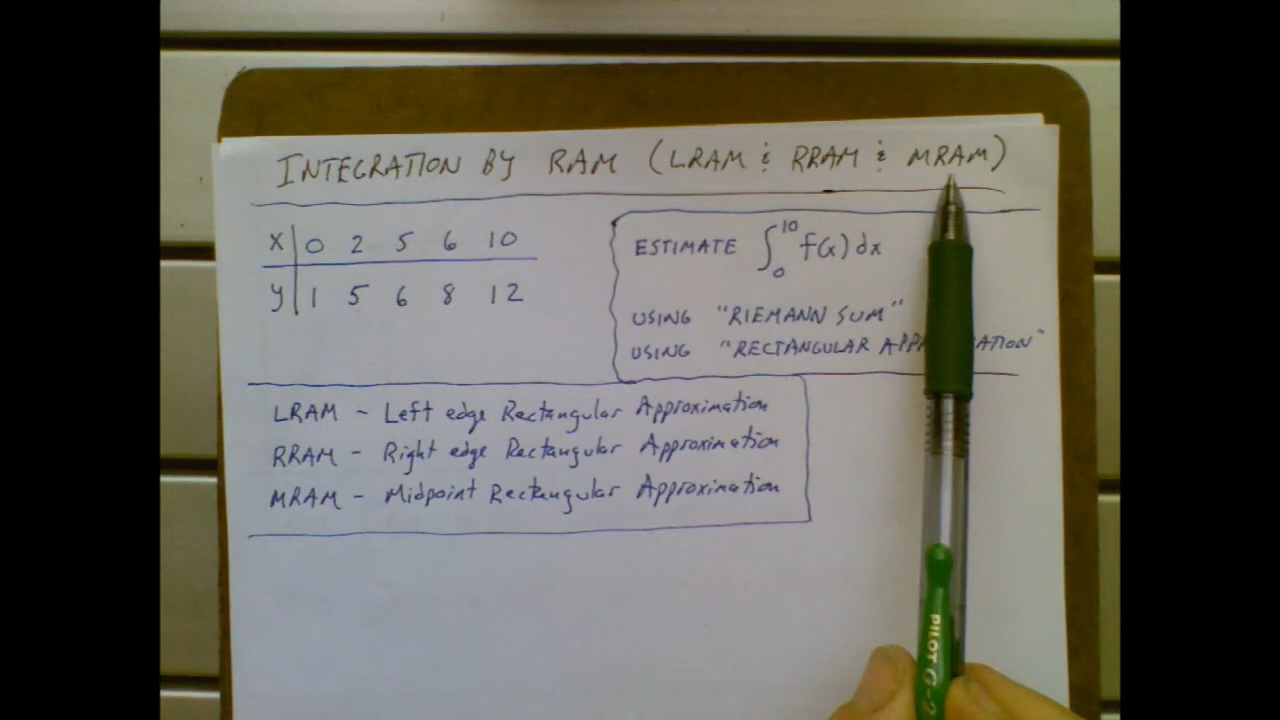 INTEGRATION BY RAM (LRAM & RRAM & MRAM)
X 0 2 5 6 10
y 1 5 6 8 12
ESTIMATE ∫₀¹⁰ f(x) dx
USING "RIEMANN SUM"
USING "RECTANGULAR
LRAM - Left edge Rectangular Approximation
RRAM - Right edge Rectangular Approximation
MRAM - Midpoint Rectangular Approximation
PILOT G-2